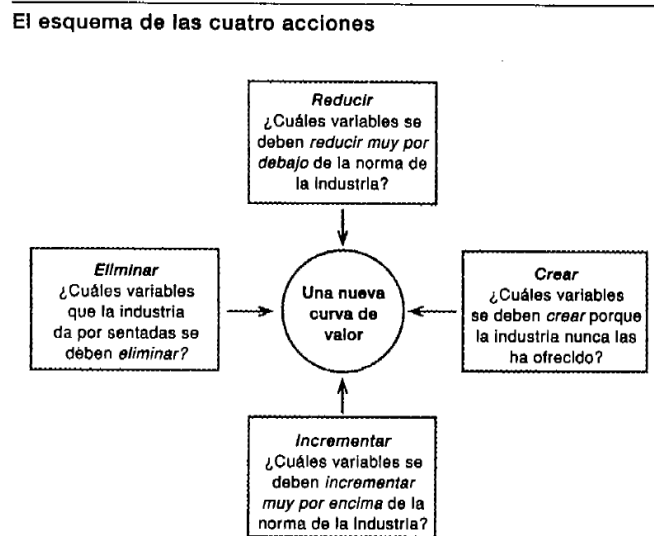 El esquema de las cuatro acciones
Reducir
¿Cuáles variables se
deben reducir muy por
debajo de la norma de
la industria?
Eliminar
¿Cuáles variables
que la industria
da por sentadas se
deben eliminar?
Una nueva
curva de
valor
Crear
¿Cuáles variables
se deben crear porque
la industria nunca las
ha ofrecido?
Incrementar
¿Cuáles variables se
deben incrementar
muy por encima de la
norma de la industria?